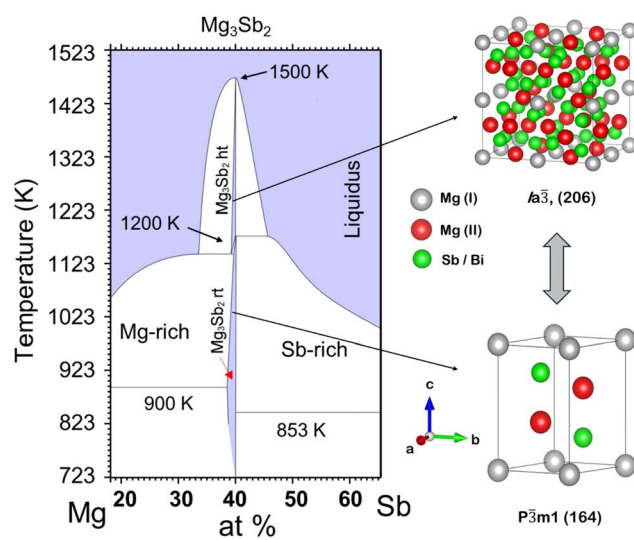 Mg₃Sb₂
1523
1423
1323
1223
1123
1023
923
823
723
Temperature (K)
1500 K
Mg₃Sb₂ ht
Liquidus
1200 K
Mg₃Sb₂ rt
Mg-rich
Sb-rich
900 K
853 K
20
30
40
50
60
Mg
at %
Sb
Ia3̅, (206)
Mg (I)
Mg (II)
Sb / Bi
c
b
a
P3̅m1 (164)